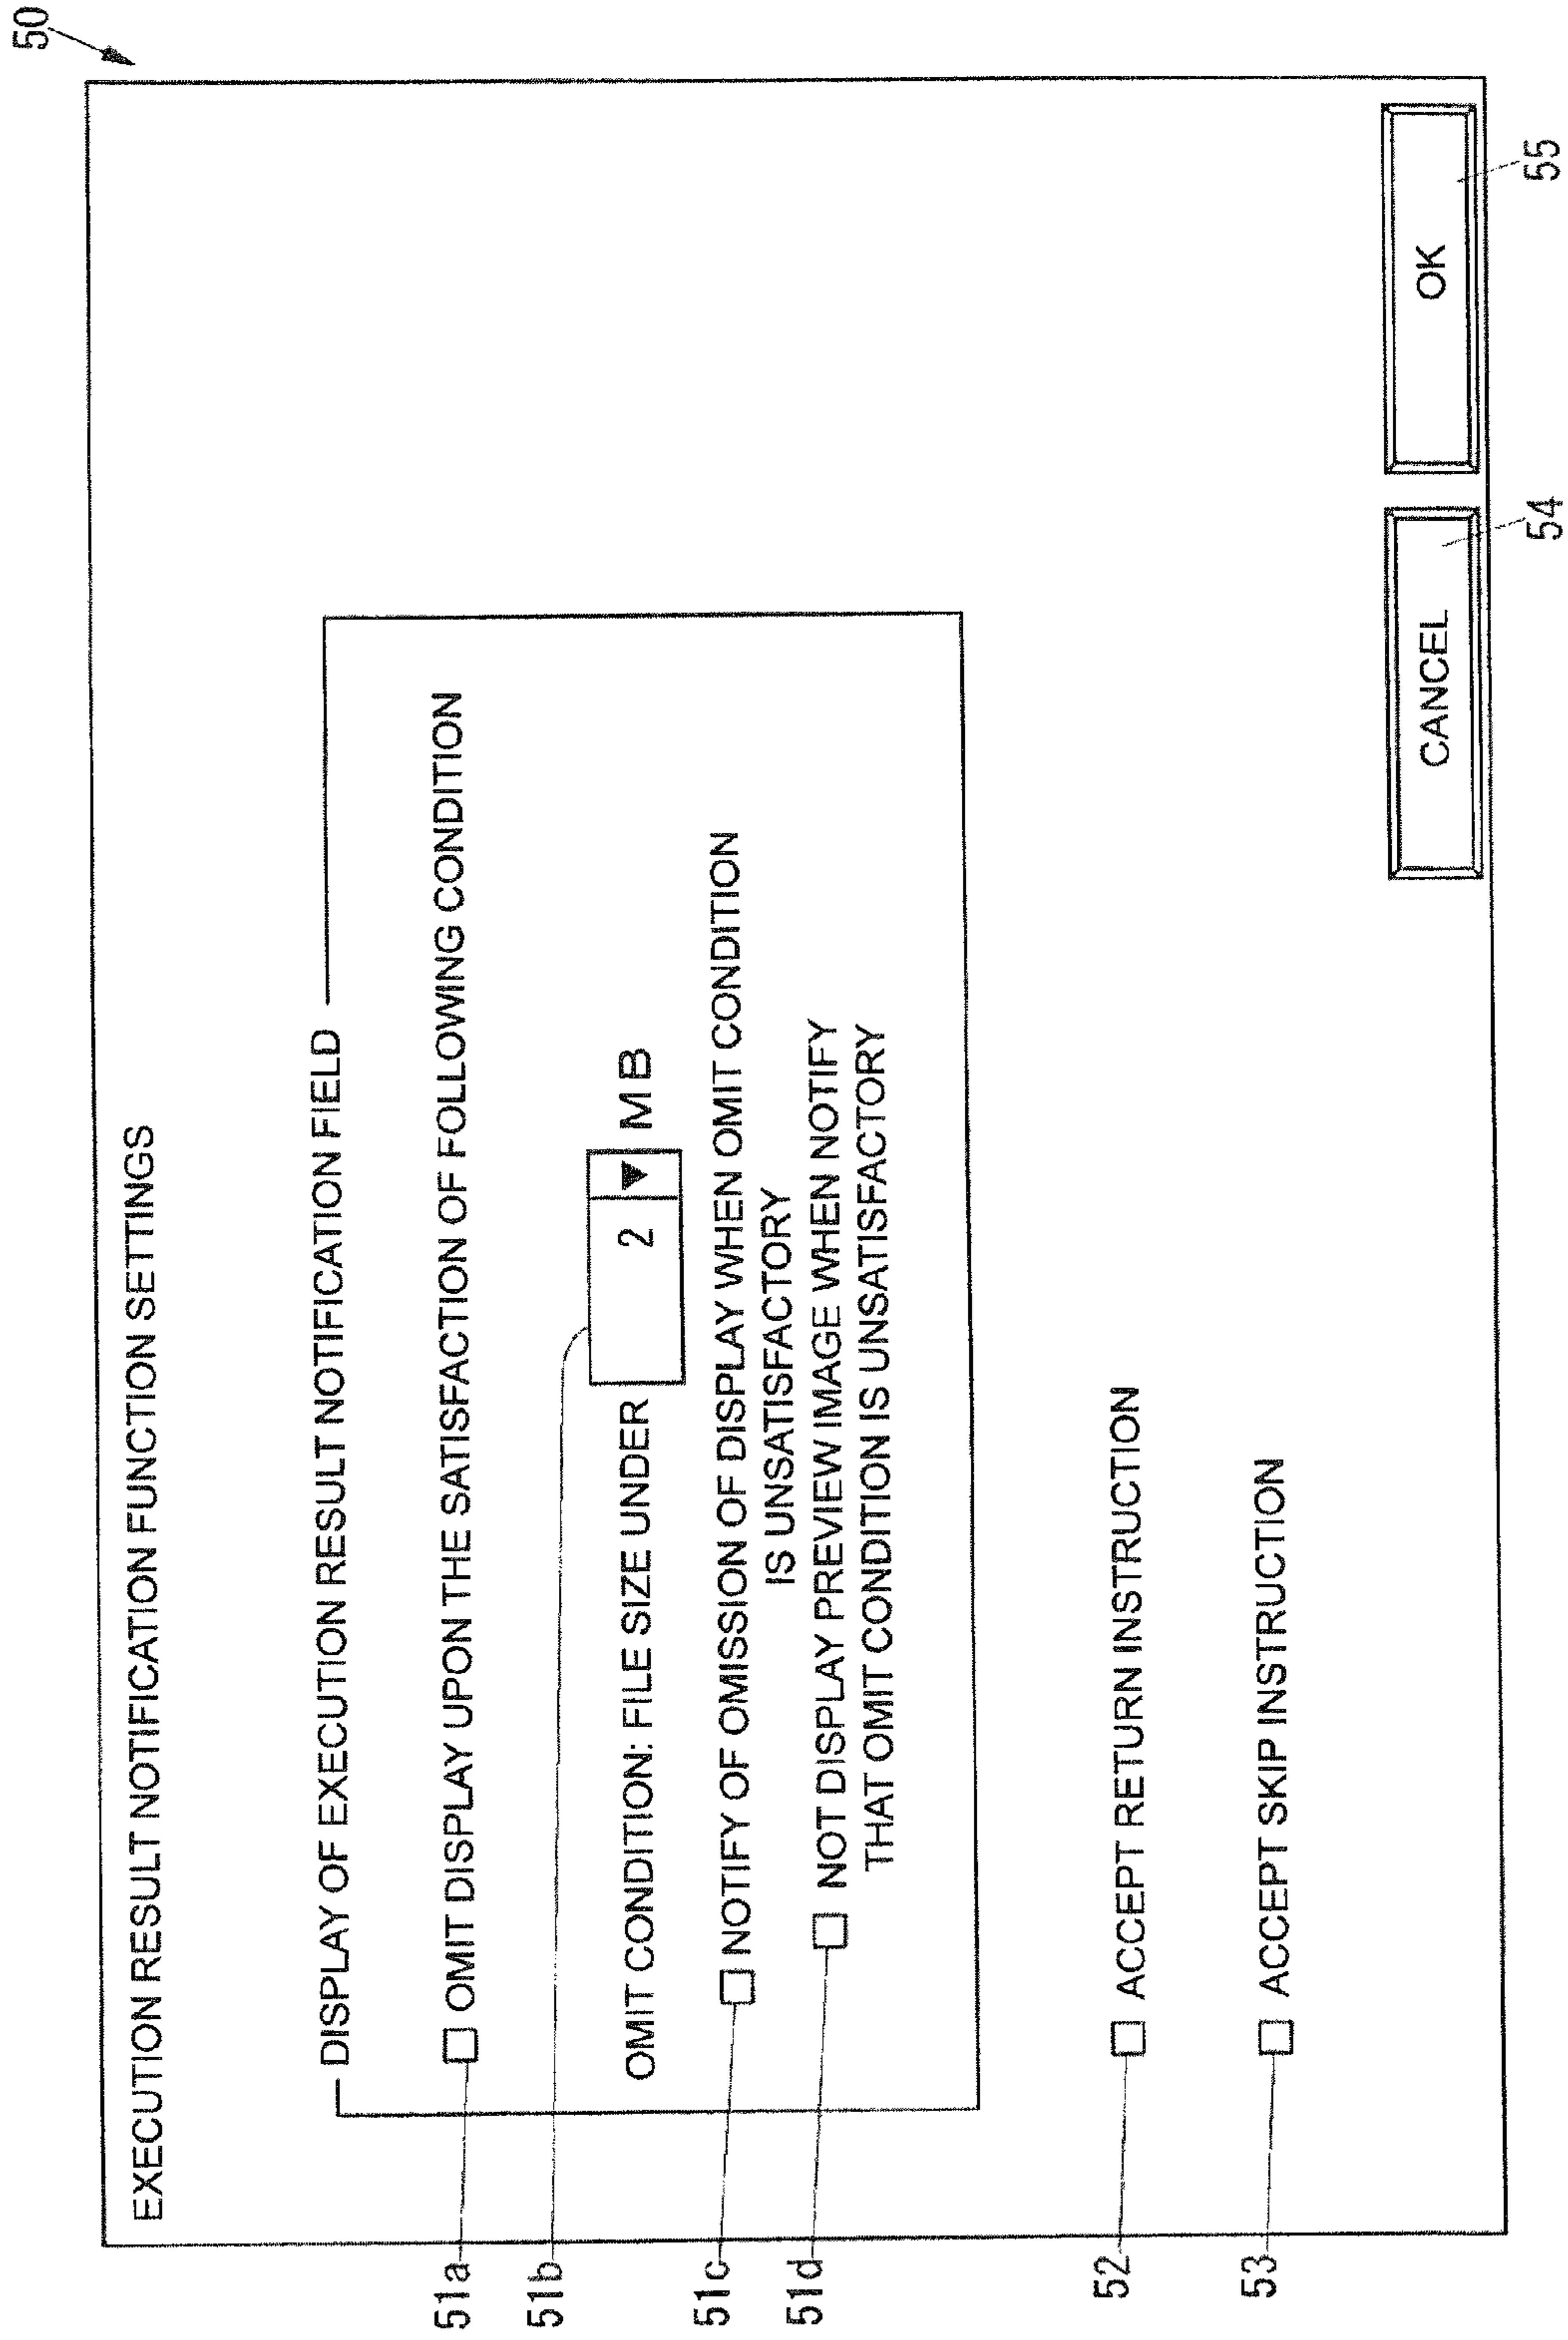 50
EXECUTION RESULT NOTIFICATION FUNCTION SETTINGS
DISPLAY OF EXECUTION RESULT NOTIFICATION FIELD
51a
OMIT DISPLAY UPON THE SATISFACTION OF FOLLOWING CONDITION
51b
OMIT CONDITION: FILE SIZE UNDER 2 ▼ MB
51c
NOTIFY OF OMISSION OF DISPLAY WHEN OMIT CONDITION
IS UNSATISFACTORY
51d
NOT DISPLAY PREVIEW IMAGE WHEN NOTIFY
THAT OMIT CONDITION IS UNSATISFACTORY
52
ACCEPT RETURN INSTRUCTION
53
ACCEPT SKIP INSTRUCTION
CANCEL
OK
54
55